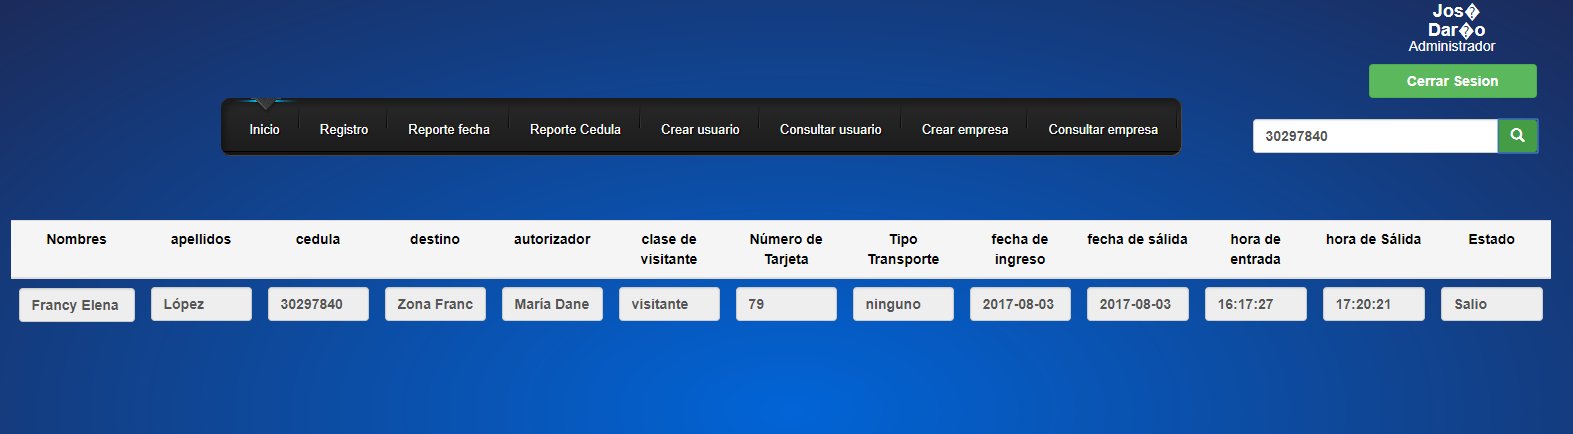 Jos�
Dar�o
Administrador
Cerrar Sesion
Inicio Registro Reporte fecha Reporte Cedula Crear usuario Consultar usuario Crear empresa Consultar empresa
30297840
Nombres apellidos cedula destino autorizador clase de visitante Número de Tarjeta Tipo Transporte fecha de ingreso fecha de sálida hora de entrada hora de Sálida Estado
Francy Elena López 30297840 Zona Franc María Dane visitante 79 ninguno 2017-08-03 2017-08-03 16:17:27 17:20:21 Salio